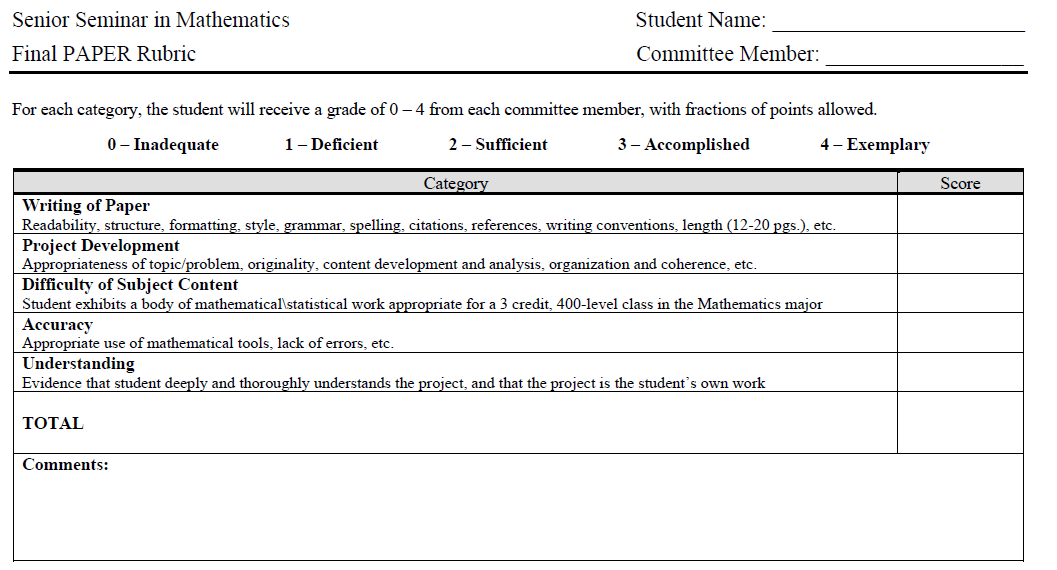 Senior Seminar in Mathematics
Student Name: _______________________
Final PAPER Rubric
Committee Member: __________________
For each category, the student will receive a grade of 0 – 4 from each committee member, with fractions of points allowed.
0 – Inadequate 1 – Deficient 2 – Sufficient 3 – Accomplished 4 – Exemplary
Category Score
Writing of Paper
Readability, structure, formatting, style, grammar, spelling, citations, references, writing conventions, length (12-20 pgs.), etc.
Project Development
Appropriateness of topic/problem, originality, content development and analysis, organization and coherence, etc.
Difficulty of Subject Content
Student exhibits a body of mathematical\statistical work appropriate for a 3 credit, 400-level class in the Mathematics major
Accuracy
Appropriate use of mathematical tools, lack of errors, etc.
Understanding
Evidence that student deeply and thoroughly understands the project, and that the project is the student's own work
TOTAL
Comments: